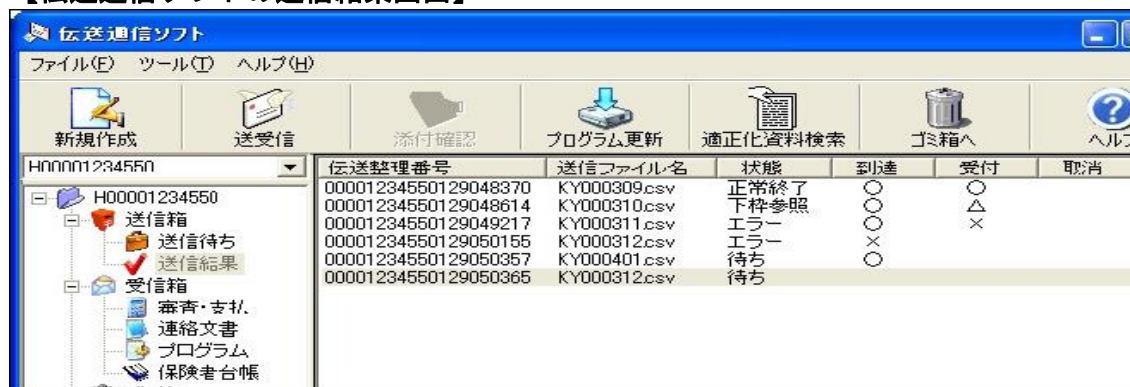 伝送通信ソフト
ファイル(F) ツール(T) ヘルプ(H)
新規作成 送受信 添付確認 プログラム更新 適正化資料検索 ゴミ箱へ
H00001234550
伝送整理番号 送信ファイル名 状態 到達 受付 取消
000012345501290483​70 KY000309.csv 正常終了 ○ ○
00001234550129048614 KY000310.csv 下枠参照 ○ △
00001234550129049217 KY000311.csv エラー ○ ×
00001234550129050155 KY000312.csv エラー ×
00001234550129050357 KY000401.csv 待ち ○
00001234550129050365 KY000312.csv 待ち
H00001234550
送信箱
送信待ち
送信結果
受信箱
審査・支払
連絡文書
プログラム
保険者台帳